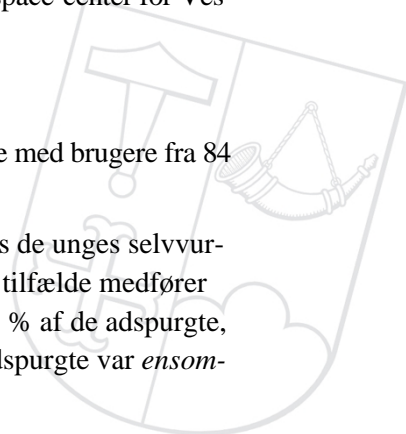 space center for Ves
e med brugere fra 84
s de unges selvvur-
tilfælde medfører
% af de adspurgte,
dspurgte var ensom-